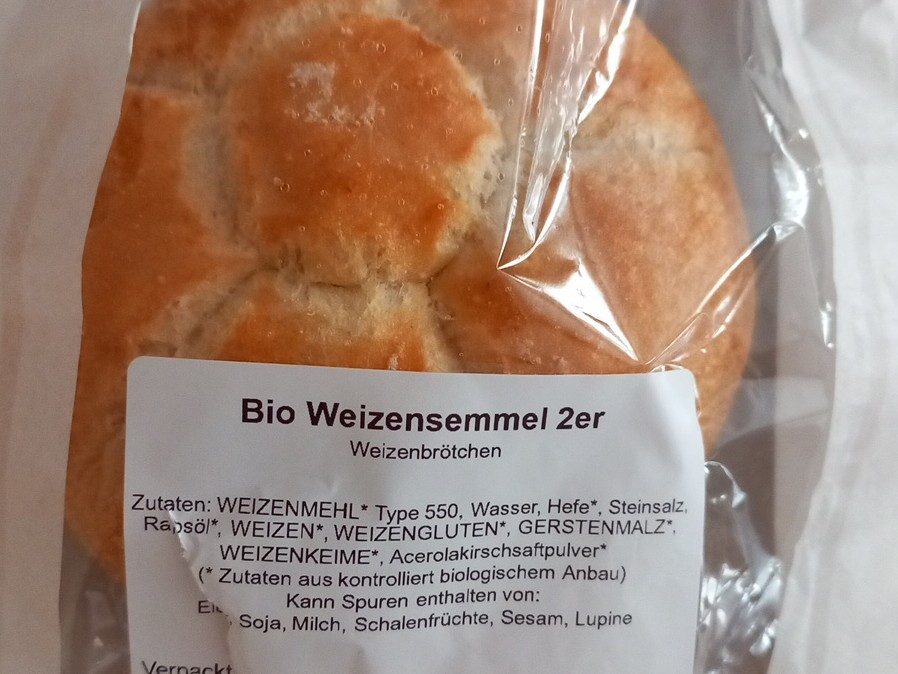 Bio Weizensemmel 2er
Weizenbrötchen
Zutaten: WEIZENMEHL* Type 550, Wasser, Hefe*, Steinsalz,
Rapsöl*, WEIZEN*, WEIZENGLUTEN*, GERSTENMALZ*,
WEIZENKEIME*, Acerolakirschsaftpulver*
(* Zutaten aus kontrolliert biologischem Anbau)
Kann Spuren enthalten von:
, Soja, Milch, Schalenfrüchte, Sesam, Lupine
Verpackt